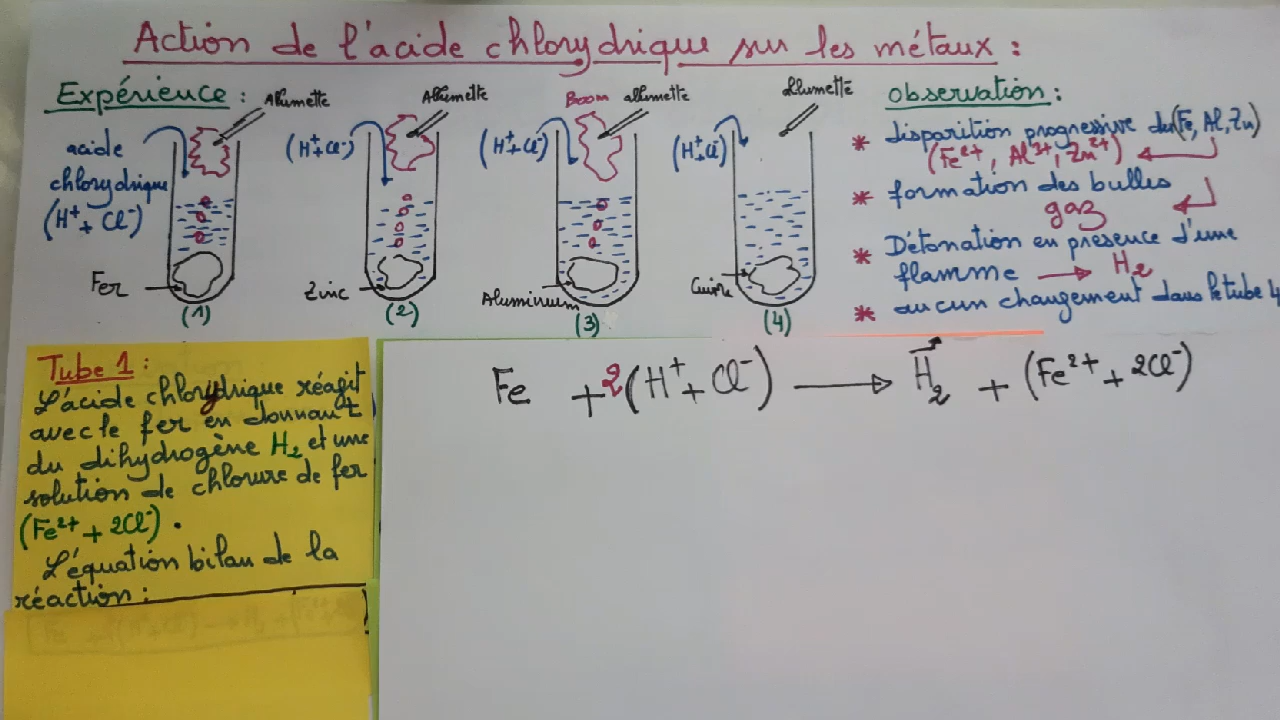 Action de l'acide chlorydrique sur les métaux :
Expérience :
Allumette
Allumette
Boom allumette
Allumette
acide
chlorydrique
(H⁺ + Cl⁻)
(H⁺+Cl⁻)
(H⁺+Cl⁻)
(H⁺+Cl⁻)
Fer
Zinc
Aluminium
Cuivre
(1)
(2)
(3)
(4)
Observation :
* disparition progressive du (Fe, Al, Zn)
(Fe²⁺, Al³⁺, Zn²⁺)
* formation des bulles
gaz
* Détonation en présence d'une
flamme → H₂
* aucun changement dans le tube 4
Tube 1 :
L'acide chlorydrique réagit
avec le fer en donnant
du dihydrogène H₂ et une
solution de chlorure de fer
(Fe²⁺ + 2Cl⁻).
L'équation bilan de la
réaction :
Fe + 2(H⁺ + Cl⁻) → H₂ + (Fe²⁺ + 2Cl⁻)